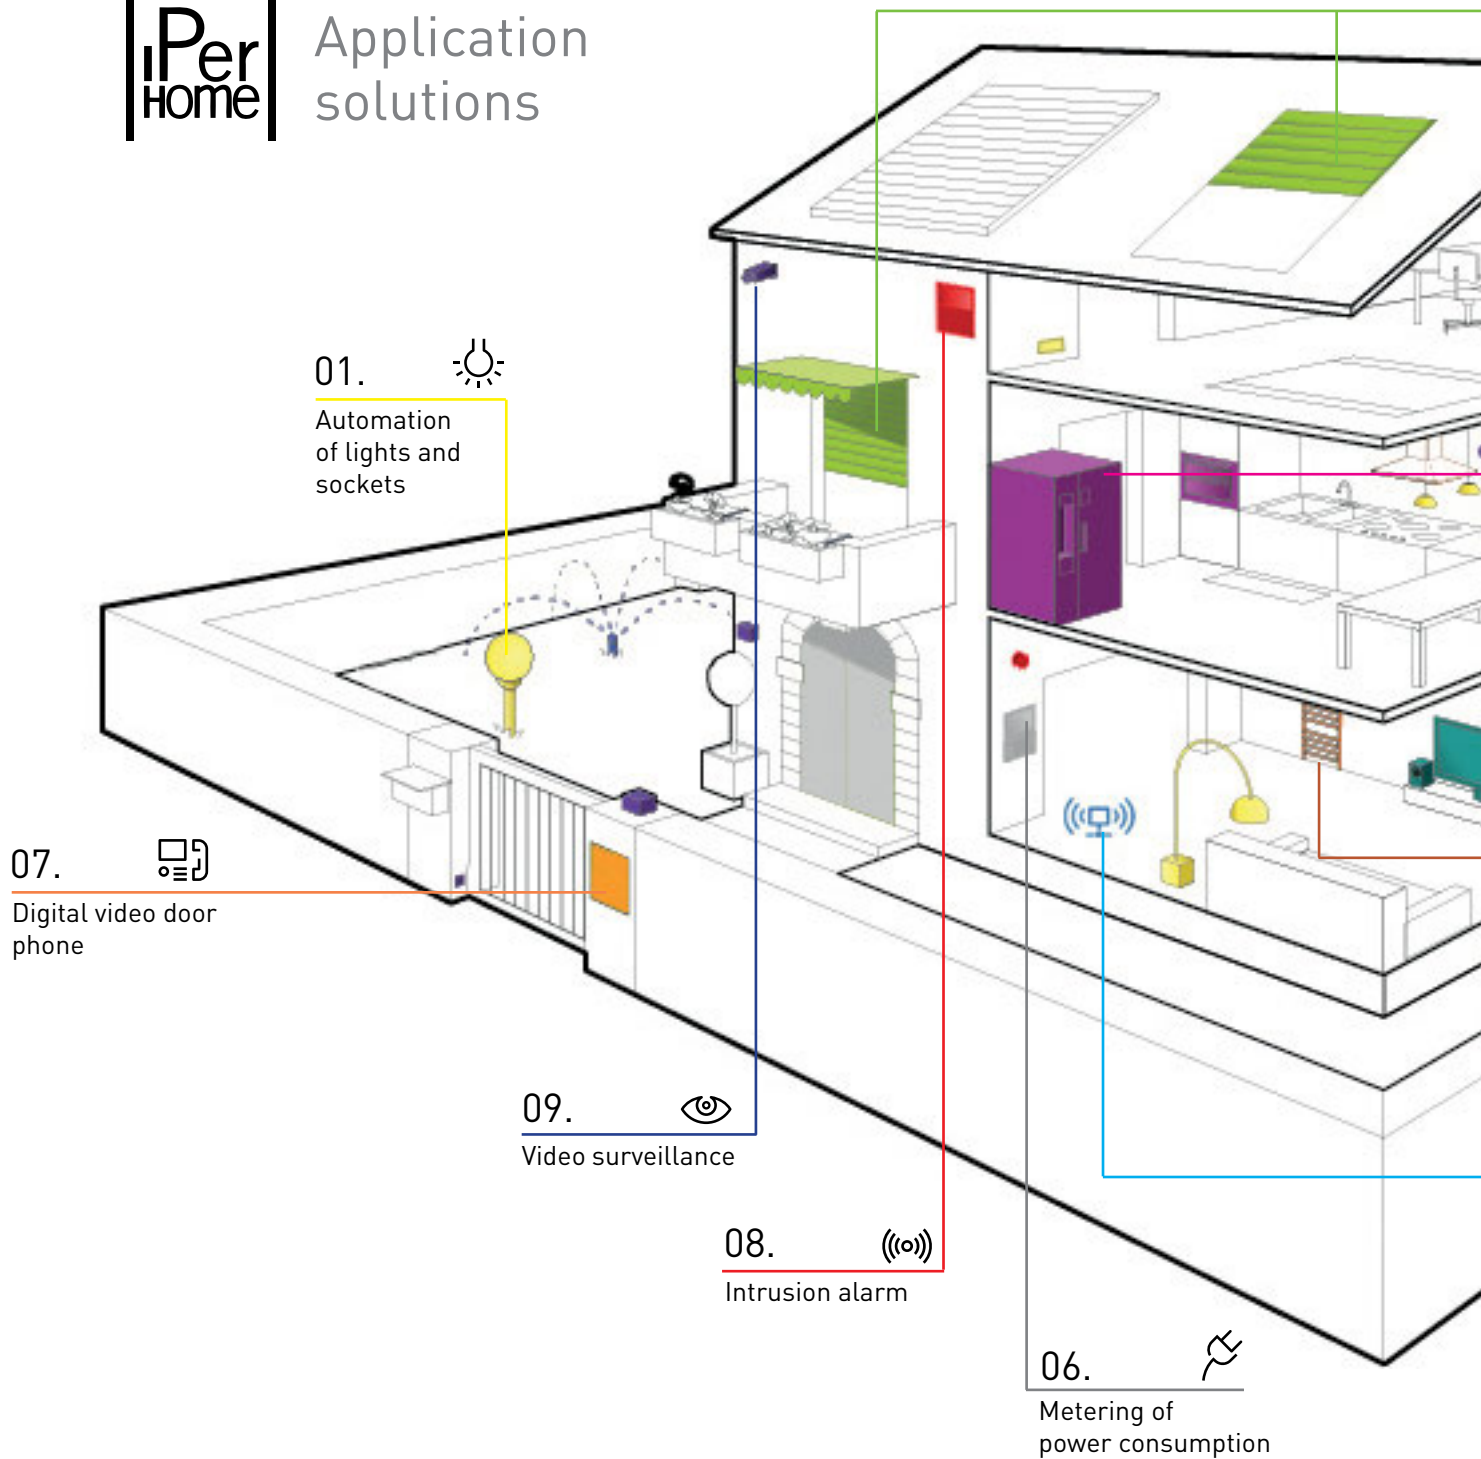 iPer
Home
Application
solutions
01.
Automation
of lights and
sockets
07.
Digital video door
phone
09.
Video surveillance
08.
Intrusion alarm
06.
Metering of
power consumption